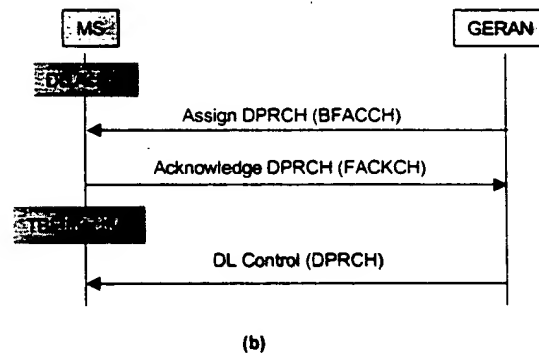 MS
GERAN
Assign DPRCH (BFACCH)
Acknowledge DPRCH (FACKCH)
DL Control (DPRCH)
(b)